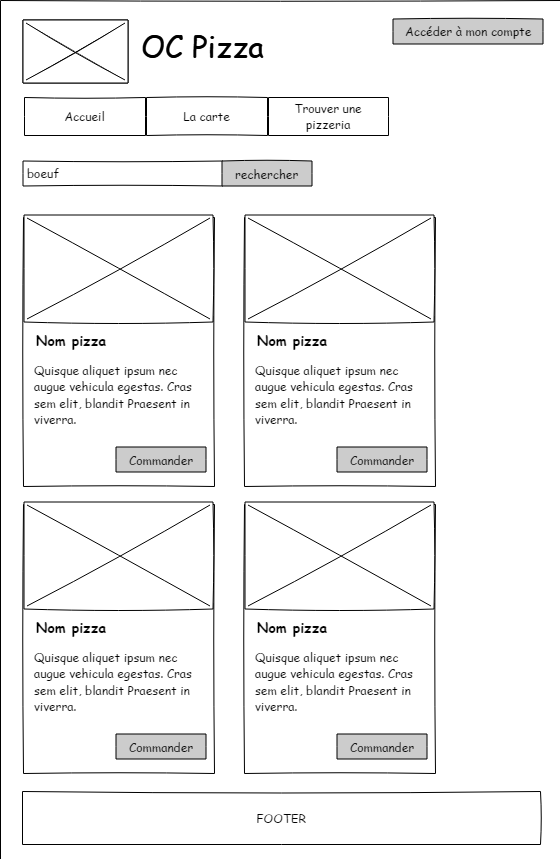 OC Pizza
Accéder à mon compte
Accueil
La carte
Trouver une
pizzeria
boeuf
rechercher
Nom pizza
Quisque aliquet ipsum nec
augue vehicula egestas. Cras
sem elit, blandit Praesent in
viverra.
Commander
Nom pizza
Quisque aliquet ipsum nec
augue vehicula egestas. Cras
sem elit, blandit Praesent in
viverra.
Commander
Nom pizza
Quisque aliquet ipsum nec
augue vehicula egestas. Cras
sem elit, blandit Praesent in
viverra.
Commander
Nom pizza
Quisque aliquet ipsum nec
augue vehicula egestas. Cras
sem elit, blandit Praesent in
viverra.
Commander
FOOTER